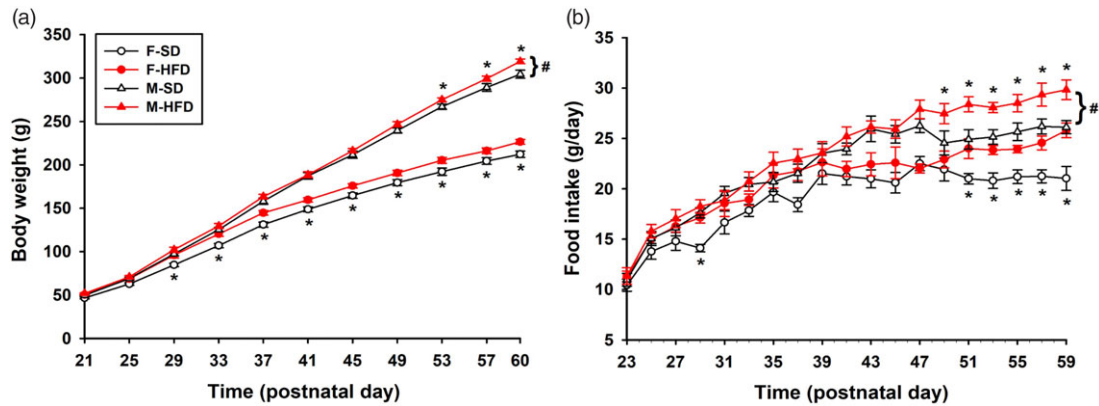 (a)
350
300
250
200
150
100
50
0
Body weight (g)
F-SD
F-HFD
M-SD
M-HFD
* * *
} #
* * * * * * * * *
21 25 29 33 37 41 45 49 53 57 60
Time (postnatal day)
(b)
35
30
25
20
15
10
5
Food intake (g/day)
* * * * * *
} #
* * * * * *
23 27 31 35 39 43 47 51 55 59
Time (postnatal day)